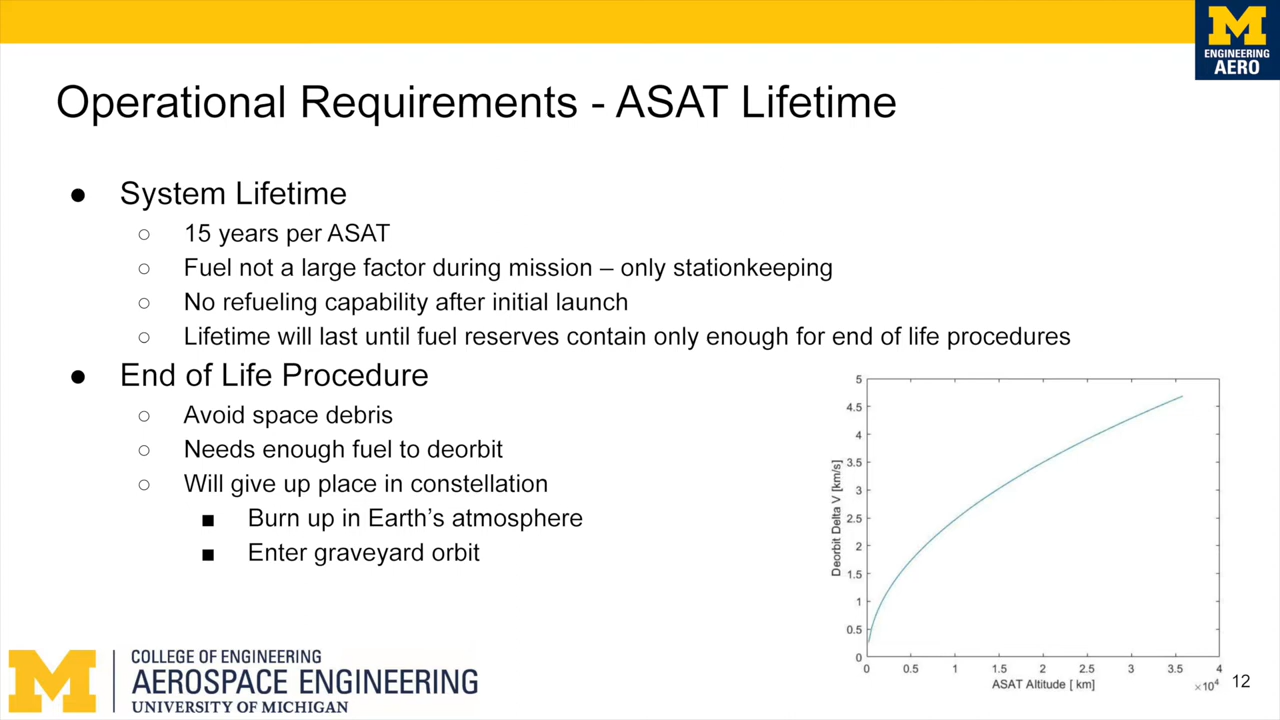 M
ENGINEERING
AERO
Operational Requirements - ASAT Lifetime
● System Lifetime
○ 15 years per ASAT
○ Fuel not a large factor during mission – only stationkeeping
○ No refueling capability after initial launch
○ Lifetime will last until fuel reserves contain only enough for end of life procedures
● End of Life Procedure
○ Avoid space debris
○ Needs enough fuel to deorbit
○ Will give up place in constellation
■ Burn up in Earth’s atmosphere
■ Enter graveyard orbit
Deorbit Delta V [km/s]
5
4.5
4
3.5
3
2.5
2
1.5
1
0.5
0
0 0.5 1 1.5 2 2.5 3 3.5 4
ASAT Altitude [ km]
×10⁴
12
M
COLLEGE OF ENGINEERING
AEROSPACE ENGINEERING
UNIVERSITY OF MICHIGAN